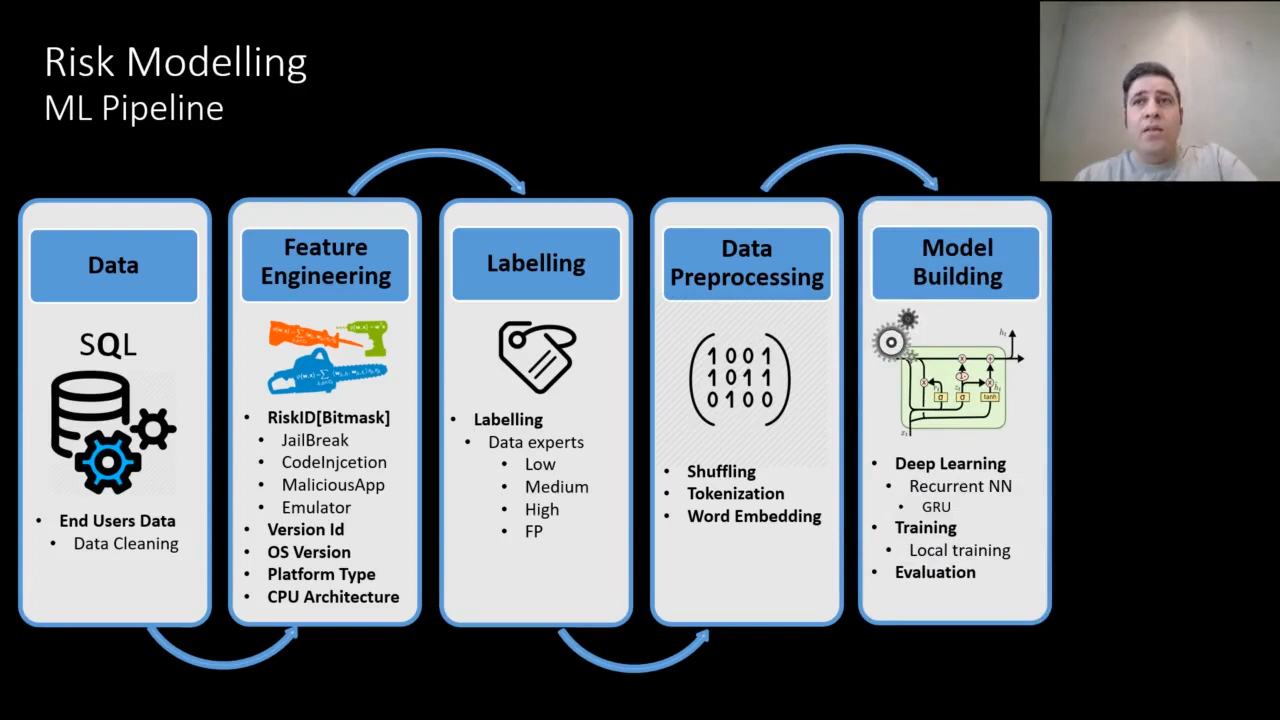 Risk Modelling
ML Pipeline
Data
SQL
End Users Data
Data Cleaning
Feature
Engineering
RiskID[Bitmask]
JailBreak
CodeInjcetion
MaliciousApp
Emulator
Version Id
OS Version
Platform Type
CPU Architecture
Labelling
Labelling
Data experts
Low
Medium
High
FP
Data
Preprocessing
1 0 0 1
1 0 1 1
0 1 0 0
Shuffling
Tokenization
Word Embedding
Model
Building
σ σ tanh
Deep Learning
Recurrent NN
GRU
Training
Local training
Evaluation